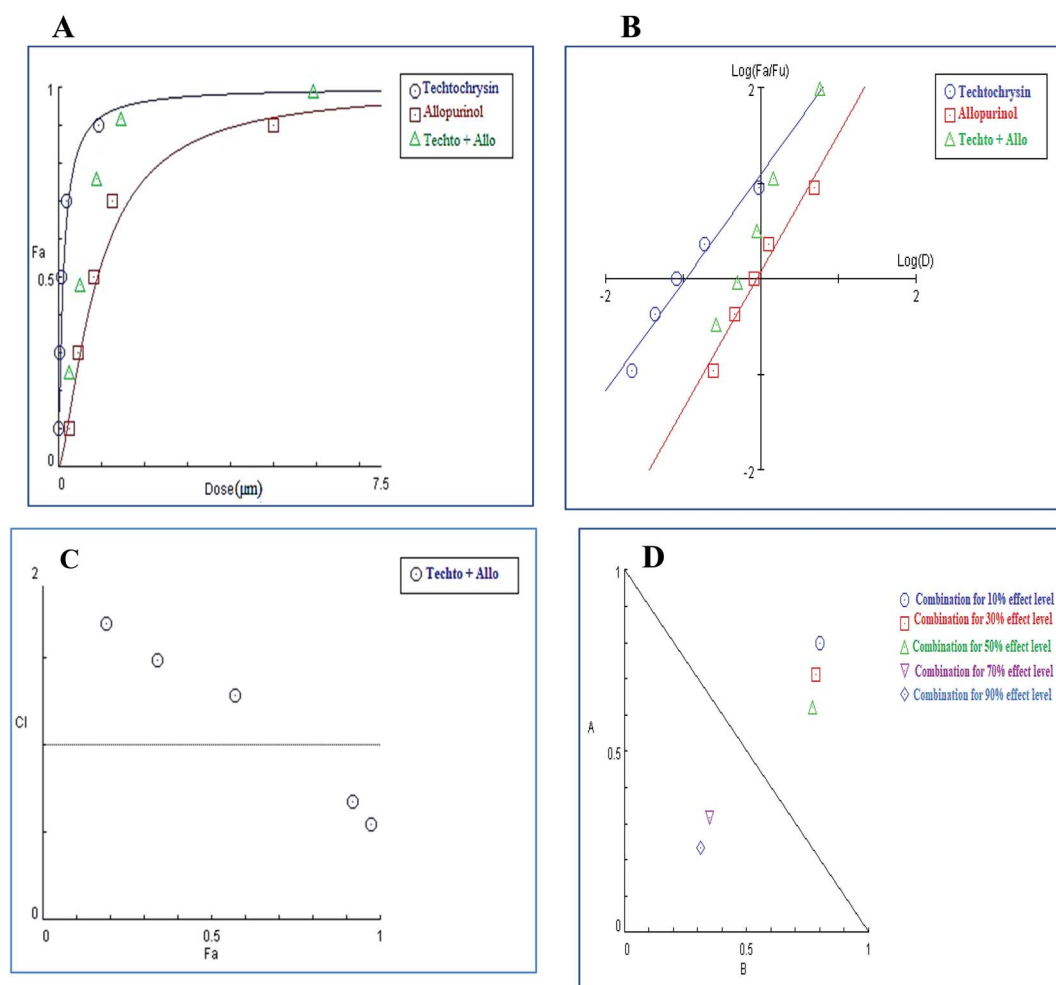 A
Techtochrysin
Allopurinol
Techto + Allo
1
Fa
0.5
0
0
Dose(μm)
7.5
B
Log(Fa/Fu)
2
Techtochrysin
Allopurinol
Techto + Allo
Log(D)
-2
2
-2
C
2
Techto + Allo
CI
0
0
0.5
1
Fa
D
1
Combination for 10% effect level
Combination for 30% effect level
Combination for 50% effect level
Combination for 70% effect level
Combination for 90% effect level
A
0.5
0
0
0.5
1
B